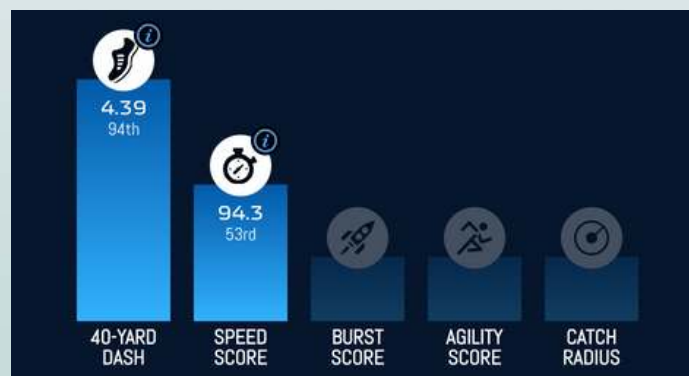 i
4.39
94th
i
94.3
53rd
40-YARD
DASH
SPEED
SCORE
BURST
SCORE
AGILITY
SCORE
CATCH
RADIUS